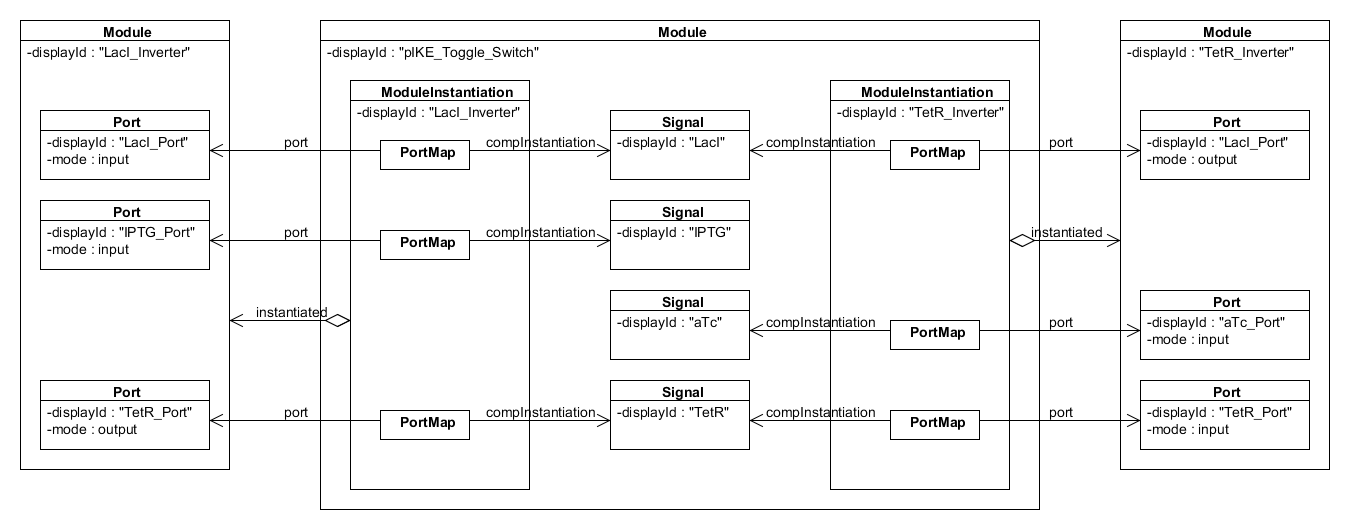 Module
-displayId : "LacI_Inverter"
Port
-displayId : "LacI_Port"
-mode : input
Port
-displayId : "IPTG_Port"
-mode : input
Port
-displayId : "TetR_Port"
-mode : output
port
port
instantiated
port
Module
-displayId : "pIKE_Toggle_Switch"
ModuleInstantiation
-displayId : "LacI_Inverter"
PortMap
PortMap
PortMap
compInstantiation
compInstantiation
compInstantiation
Signal
-displayId : "LacI"
Signal
-displayId : "IPTG"
Signal
-displayId : "aTc"
Signal
-displayId : "TetR"
compInstantiation
compInstantiation
compInstantiation
ModuleInstantiation
-displayId : "TetR_Inverter"
PortMap
PortMap
PortMap
port
instantiated
port
port
Module
-displayId : "TetR_Inverter"
Port
-displayId : "LacI_Port"
-mode : output
Port
-displayId : "aTc_Port"
-mode : input
Port
-displayId : "TetR_Port"
-mode : input